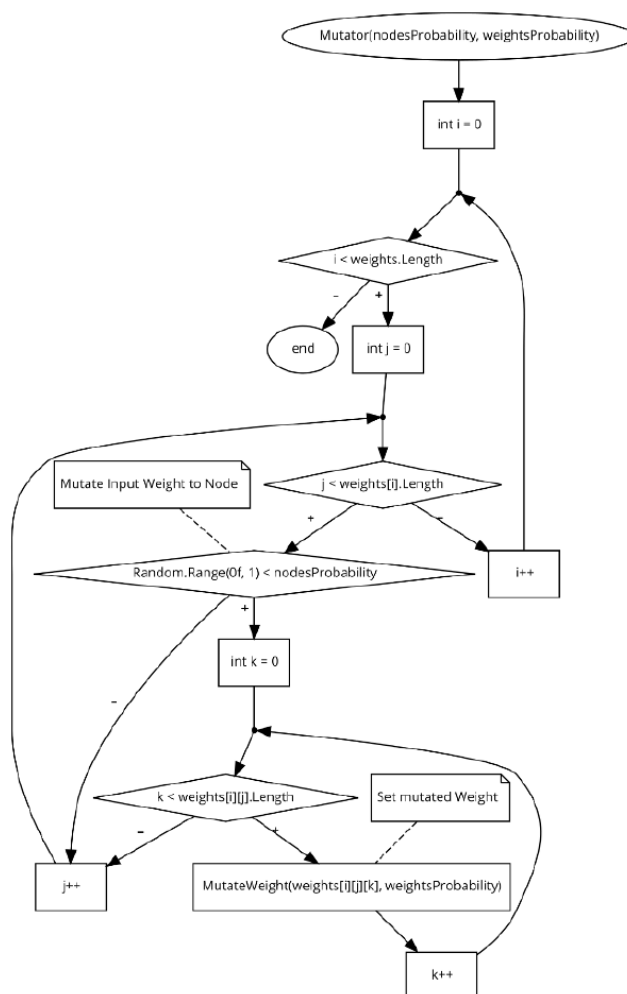 Mutator(nodesProbability, weightsProbability)
int i = 0
i < weights.Length
–
+
end
int j = 0
Mutate Input Weight to Node
j < weights[i].Length
+
–
Random.Range(0f, 1) < nodesProbability
i++
+
int k = 0
–
k < weights[i][j].Length
Set mutated Weight
–
+
j++
MutateWeight(weights[i][j][k], weightsProbability)
k++